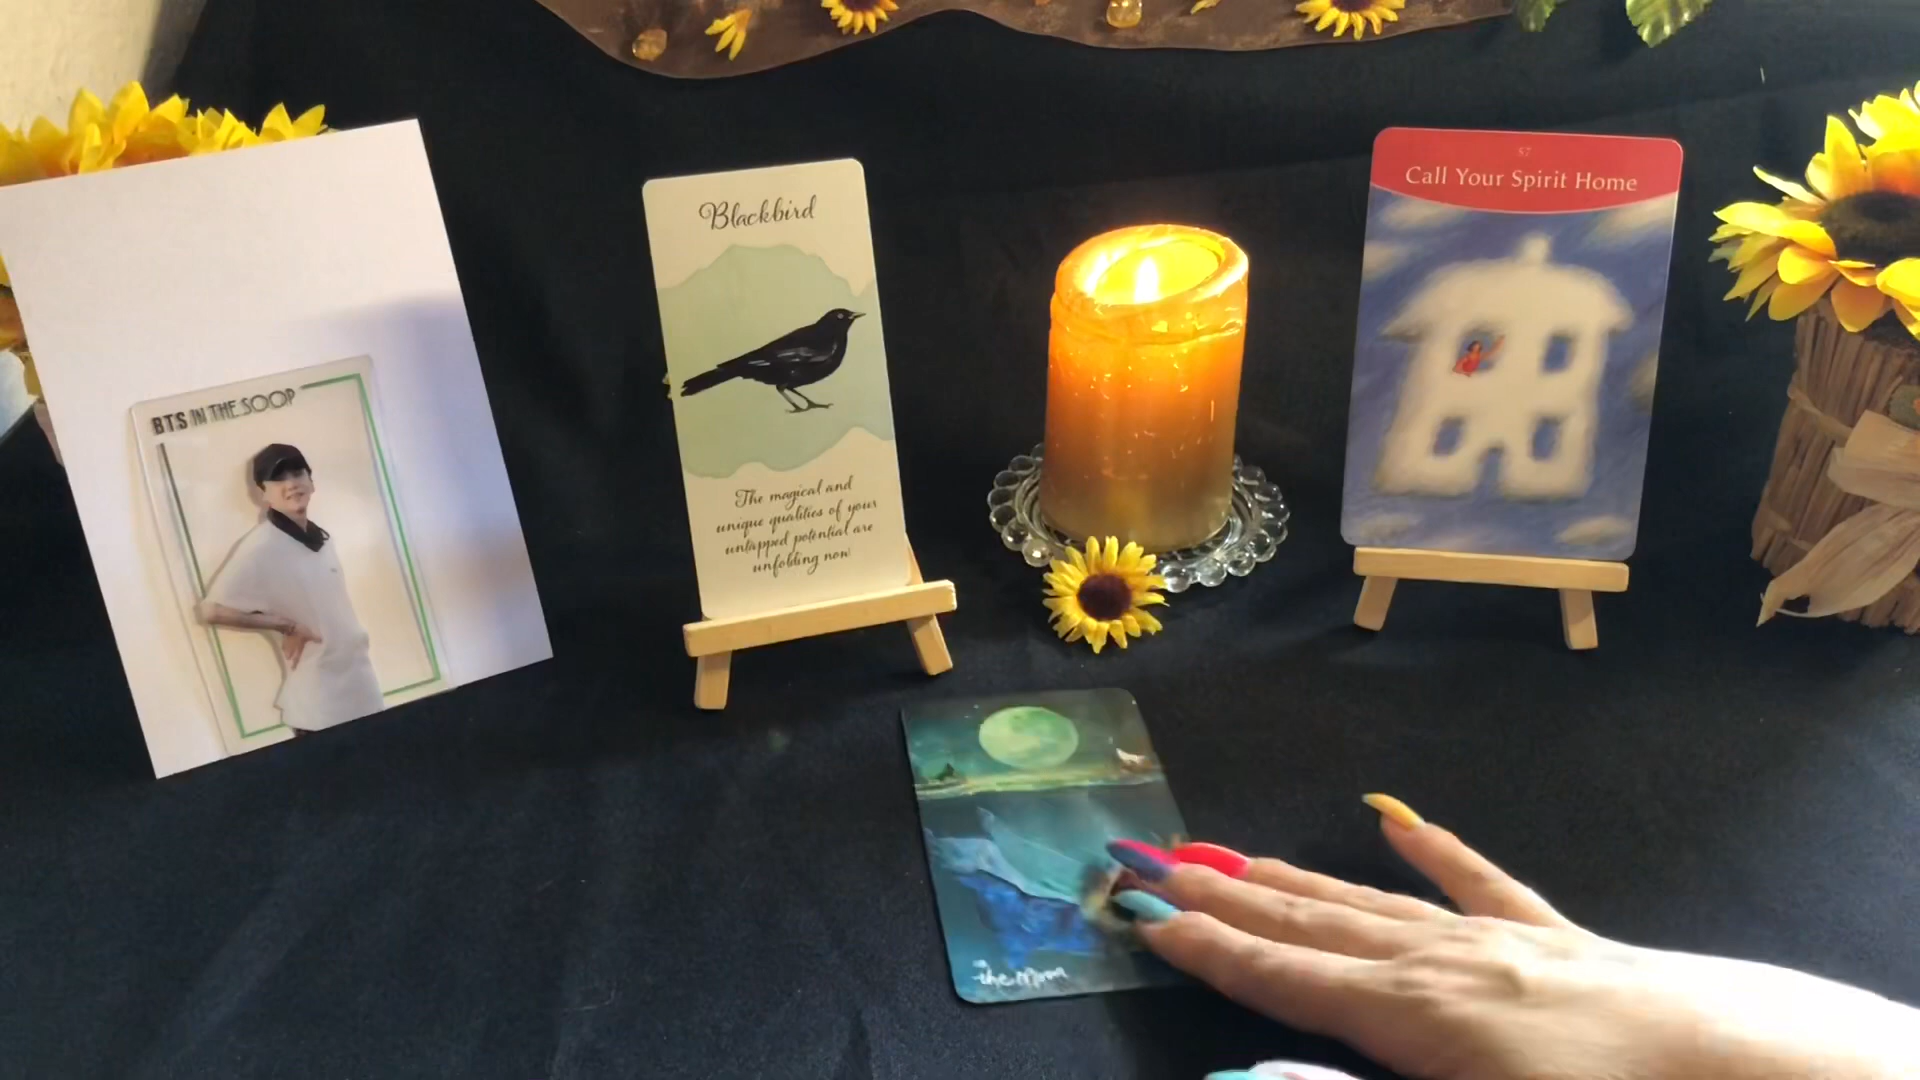 BTS IN THE SOOP
Blackbird
The magical and
unique qualities of your
untapped potential are
unfolding now
57
Call Your Spirit Home
the Moon